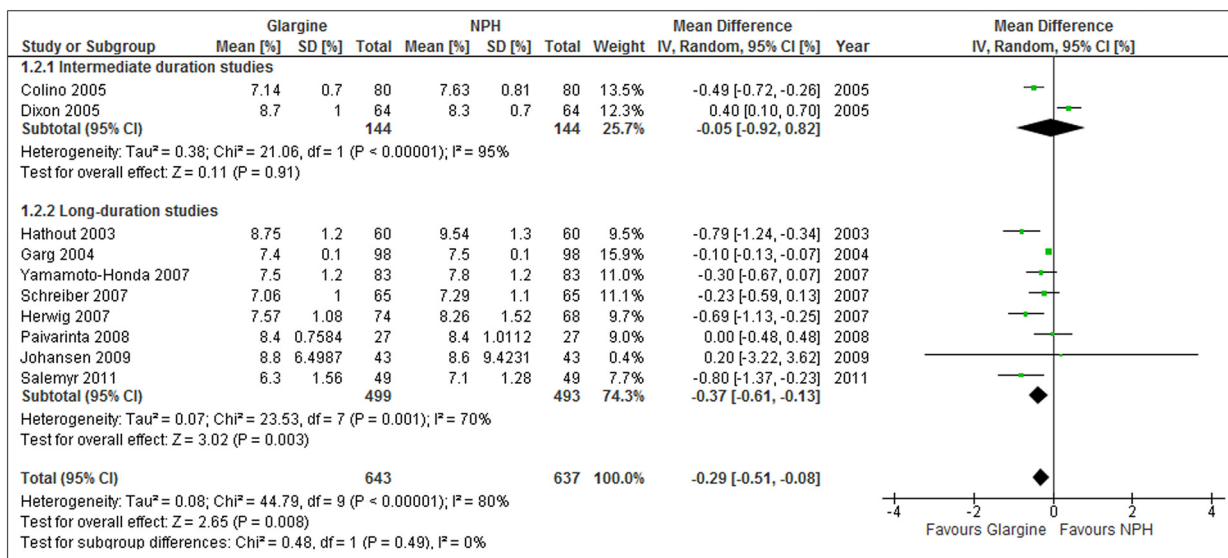 Glargine NPH Mean Difference Mean Difference
Study or Subgroup Mean [%] SD [%] Total Mean [%] SD [%] Total Weight IV, Random, 95% CI [%] Year IV, Random, 95% CI [%]
1.2.1 Intermediate duration studies
Colino 2005 7.14 0.7 80 7.63 0.81 80 13.5% -0.49 [-0.72, -0.26] 2005
Dixon 2005 8.7 1 64 8.3 0.7 64 12.3% 0.40 [0.10, 0.70] 2005
Subtotal (95% CI) 144 144 25.7% -0.05 [-0.92, 0.82]
Heterogeneity: Tau² = 0.38; Chi² = 21.06, df = 1 (P < 0.00001); I² = 95%
Test for overall effect: Z = 0.11 (P = 0.91)
1.2.2 Long-duration studies
Hathout 2003 8.75 1.2 60 9.54 1.3 60 9.5% -0.79 [-1.24, -0.34] 2003
Garg 2004 7.4 0.1 98 7.5 0.1 98 15.9% -0.10 [-0.13, -0.07] 2004
Yamamoto-Honda 2007 7.5 1.2 83 7.8 1.2 83 11.0% -0.30 [-0.67, 0.07] 2007
Schreiber 2007 7.06 1 65 7.29 1.1 65 11.1% -0.23 [-0.59, 0.13] 2007
Herwig 2007 7.57 1.08 74 8.26 1.52 68 9.7% -0.69 [-1.13, -0.25] 2007
Paivarinta 2008 8.4 0.7584 27 8.4 1.0112 27 9.0% 0.00 [-0.48, 0.48] 2008
Johansen 2009 8.8 6.4987 43 8.6 9.4231 43 0.4% 0.20 [-3.22, 3.62] 2009
Salemyr 2011 6.3 1.56 49 7.1 1.28 49 7.7% -0.80 [-1.37, -0.23] 2011
Subtotal (95% CI) 499 493 74.3% -0.37 [-0.61, -0.13]
Heterogeneity: Tau² = 0.07; Chi² = 23.53, df = 7 (P = 0.001); I² = 70%
Test for overall effect: Z = 3.02 (P = 0.003)
Total (95% CI) 643 637 100.0% -0.29 [-0.51, -0.08]
Heterogeneity: Tau² = 0.08; Chi² = 44.79, df = 9 (P < 0.00001); I² = 80%
Test for overall effect: Z = 2.65 (P = 0.008)
Test for subgroup differences: Chi² = 0.48, df = 1 (P = 0.49), I² = 0%
-4 -2 0 2 4
Favours Glargine Favours NPH